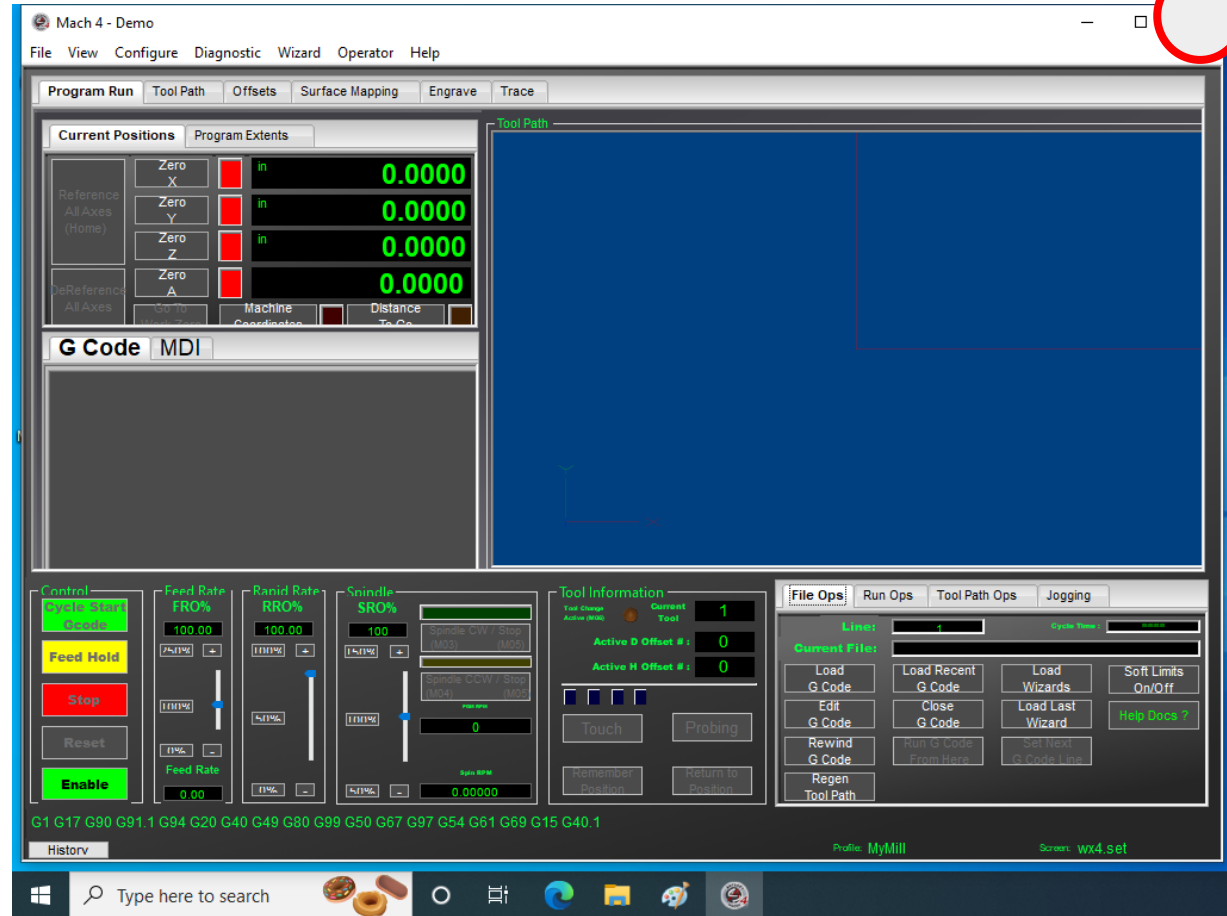 Mach 4 - Demo
File View Configure Diagnostic Wizard Operator Help
Program Run Tool Path Offsets Surface Mapping Engrave Trace
Current Positions Program Extents
Tool Path
Reference
All Axes
(Home)
Zero
X
in
0.0000
Zero
Y
in
0.0000
Zero
Z
in
0.0000
DeReference
All Axes
Zero
A
0.0000
Go To
Work Zero
Machine
Coordinates
Distance
To Go
G Code MDI
Control
Cycle Start
Gcode
Feed Hold
Stop
Reset
Enable
Feed Rate
FRO%
100.00
250% +
100%
0% -
Feed Rate
0.00
Rapid Rate
RRO%
100.00
100% +
50%
0% -
Spindle
SRO%
100
150% +
100%
50% -
Spindle CW / Stop
(M03) (M05)
Spindle CCW / Stop
(M04) (M05)
0
Spin RPM
0.00000
Tool Information
Tool Change
Active (M06)
Current
Tool
1
Active D Offset # : 0
Active H Offset # : 0
Touch Probing
Remember
Position
Return to
Position
File Ops Run Ops Tool Path Ops Jogging
Line: 1 Cycle Time :
Current File:
Load
G Code
Load Recent
G Code
Load
Wizards
Soft Limits
On/Off
Edit
G Code
Close
G Code
Load Last
Wizard
Help Docs ?
Rewind
G Code
Run G Code
From Here
Set Next
G Code Line
Regen
Tool Path
G1 G17 G90 G91.1 G94 G20 G40 G49 G80 G99 G50 G67 G97 G54 G61 G69 G15 G40.1
History
Profile: MyMill
Screen: wx4.set
Type here to search